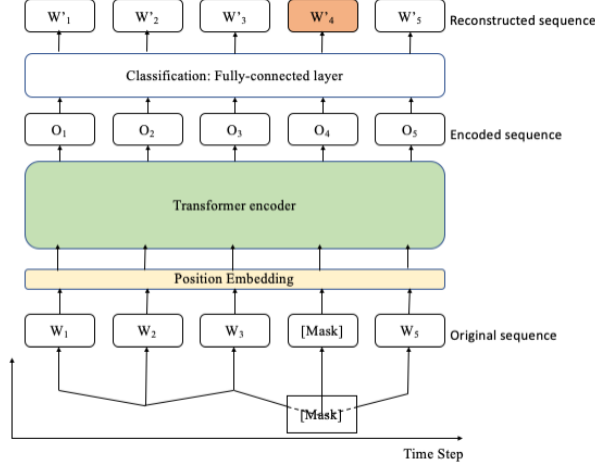 W'₁ W'₂ W'₃ W'₄ W'₅ Reconstructed sequence
Classification: Fully-connected layer
O₁ O₂ O₃ O₄ O₅ Encoded sequence
Transformer encoder
Position Embedding
W₁ W₂ W₃ [Mask] W₅ Original sequence
[Mask]
Time Step